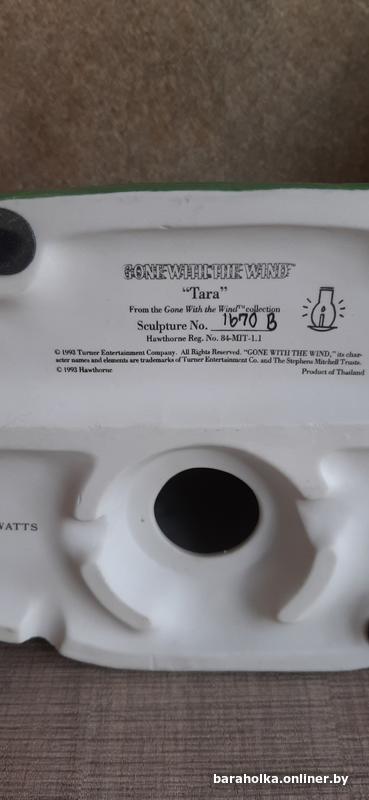 GONE WITH THE WIND™
“Tara”
From the Gone With the Wind™ collection
Sculpture No. 1670 B
Hawthorne Reg. No. 84-MIT-1.1
© 1993 Turner Entertainment Company. All Rights Reserved. “GONE WITH THE WIND,” its char-
acter names and elements are trademarks of Turner Entertainment Co. and The Stephens Mitchell Trusts.
© 1993 Hawthorne
Product of Thailand
WATTS
baraholka.onliner.by